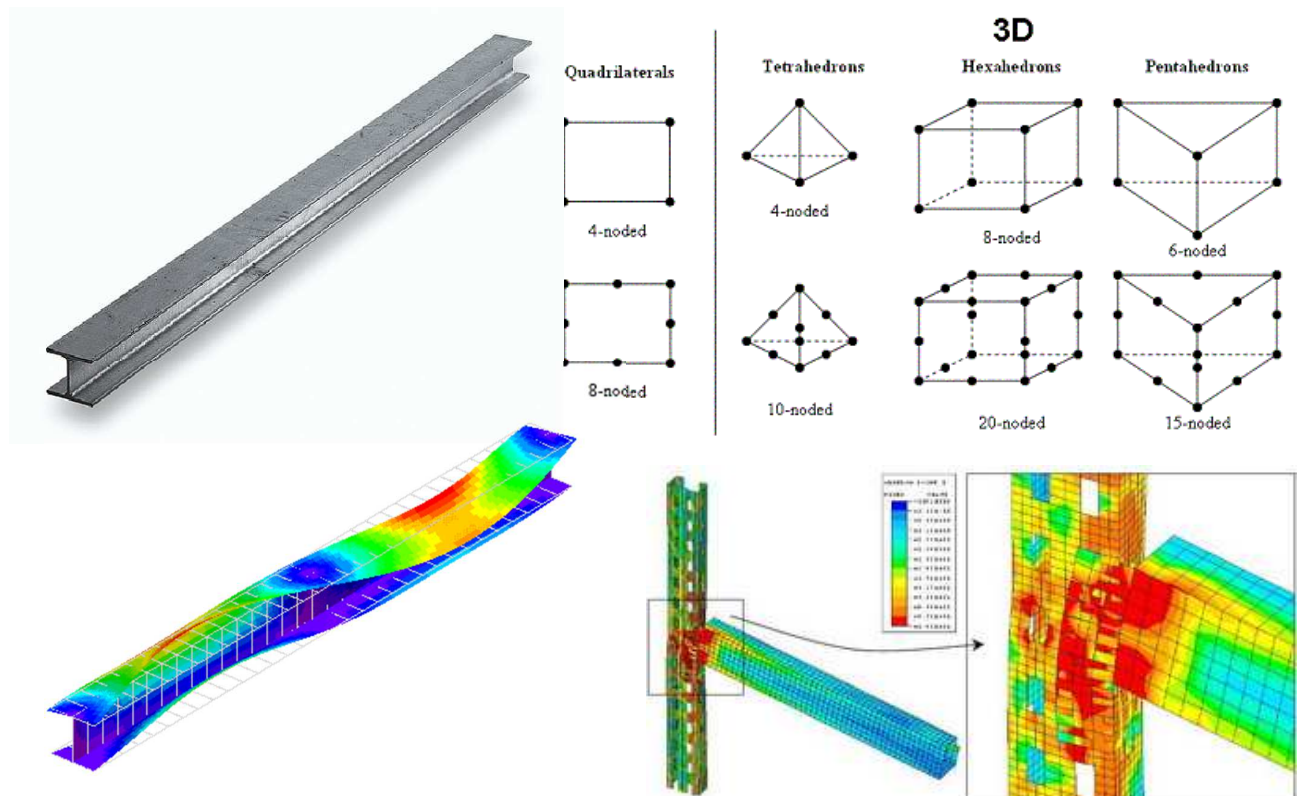 3D
Quadrilaterals
Tetrahedrons
Hexahedrons
Pentahedrons
4-noded
4-noded
8-noded
6-noded
8-noded
10-noded
20-noded
15-noded